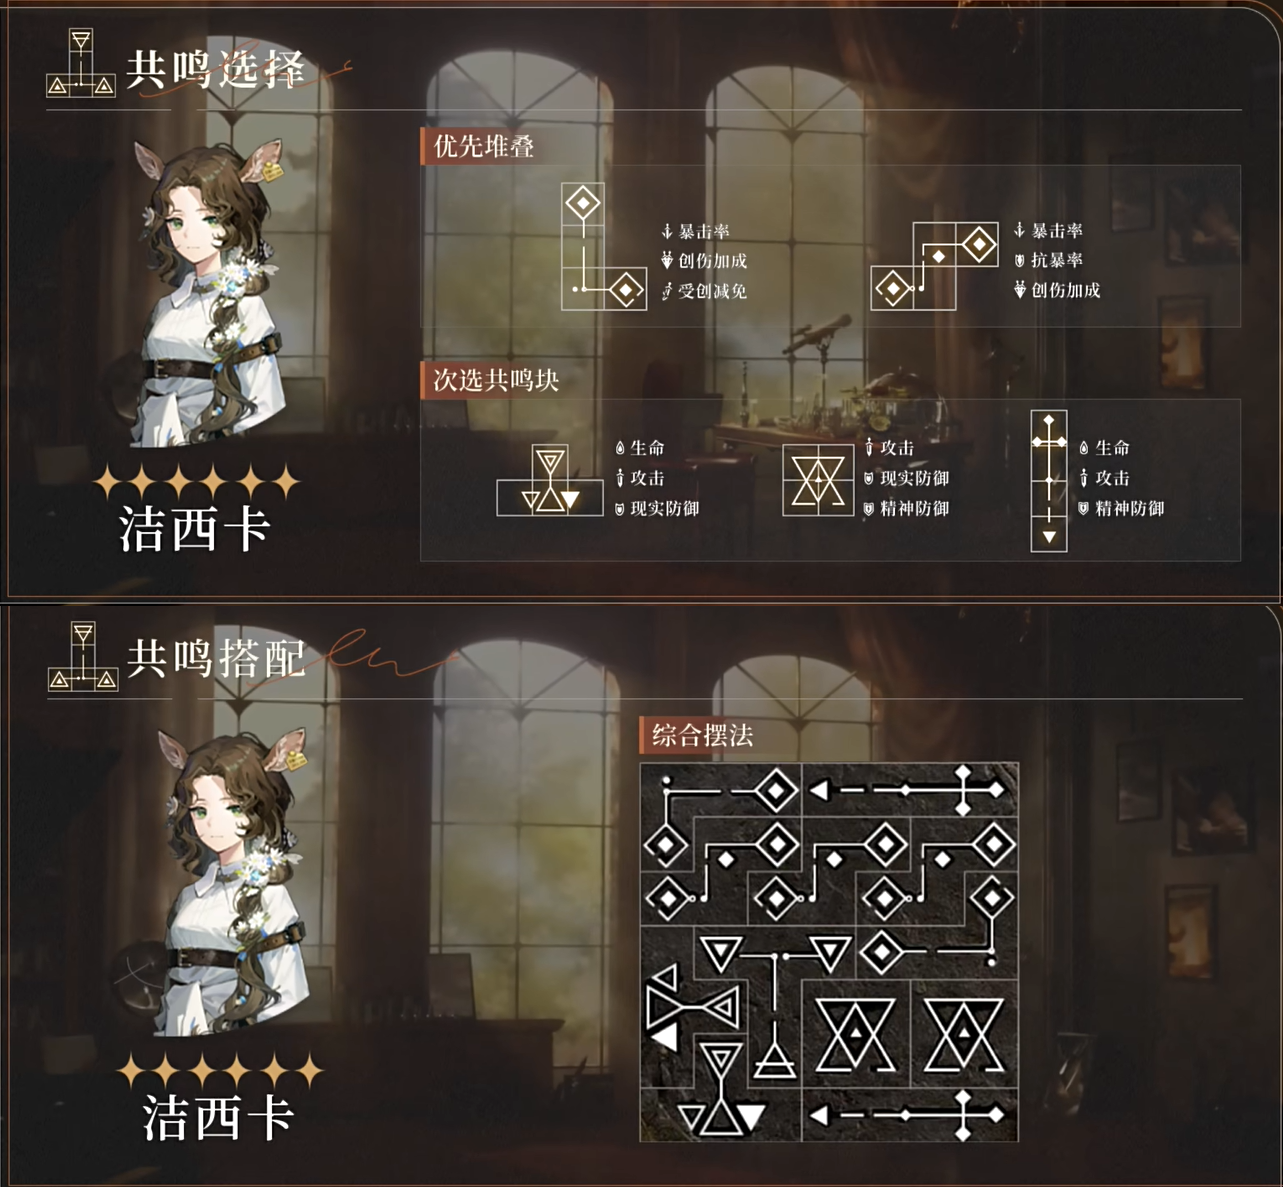 共鸣选择
优先堆叠
暴击率
创伤加成
受创减免
暴击率
抗暴率
创伤加成
次选共鸣块
生命
攻击
现实防御
攻击
现实防御
精神防御
生命
攻击
精神防御
洁西卡
共鸣搭配
综合摆法
洁西卡